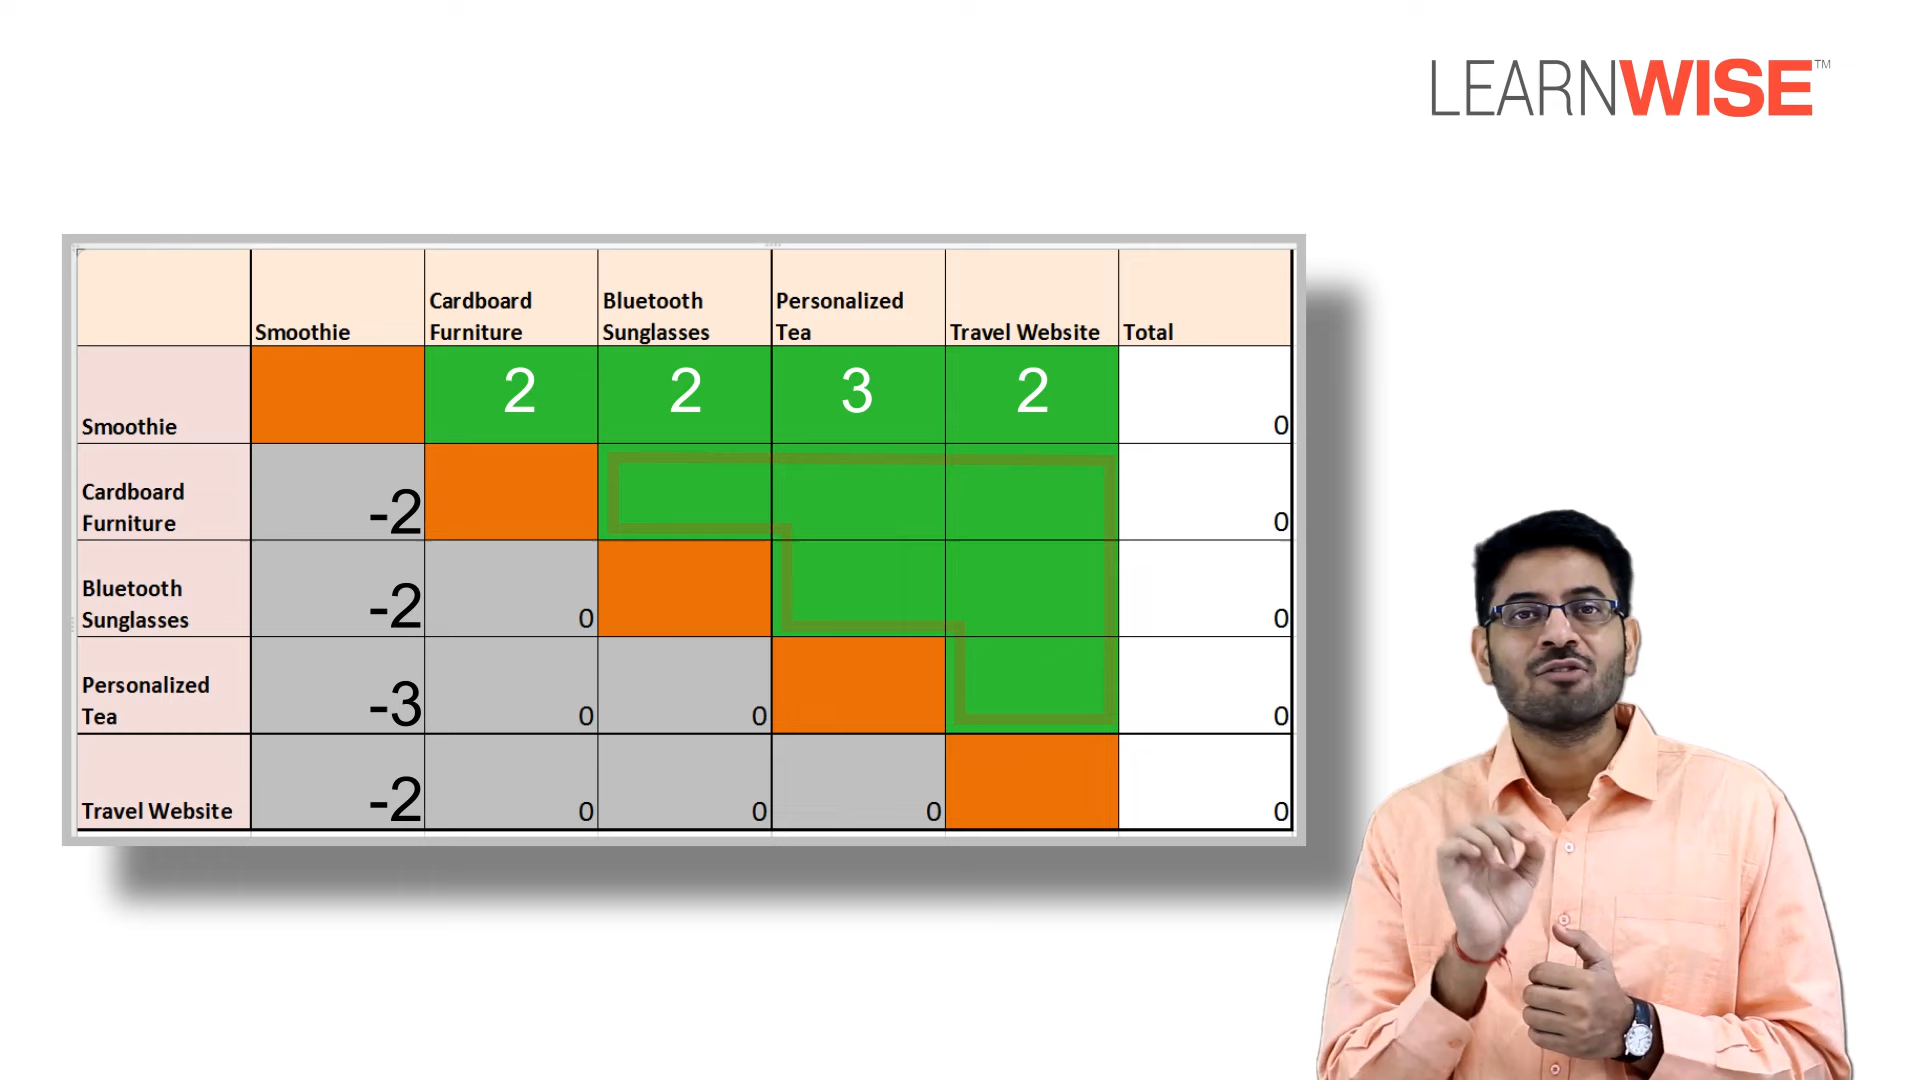 LEARNWISE™
Cardboard Bluetooth Personalized
Smoothie Furniture Sunglasses Tea Travel Website Total
2 2 3 2
Smoothie 0
Cardboard
Furniture -2 0
Bluetooth
Sunglasses -2 0 0
Personalized
Tea -3 0 0 0
Travel Website -2 0 0 0 0